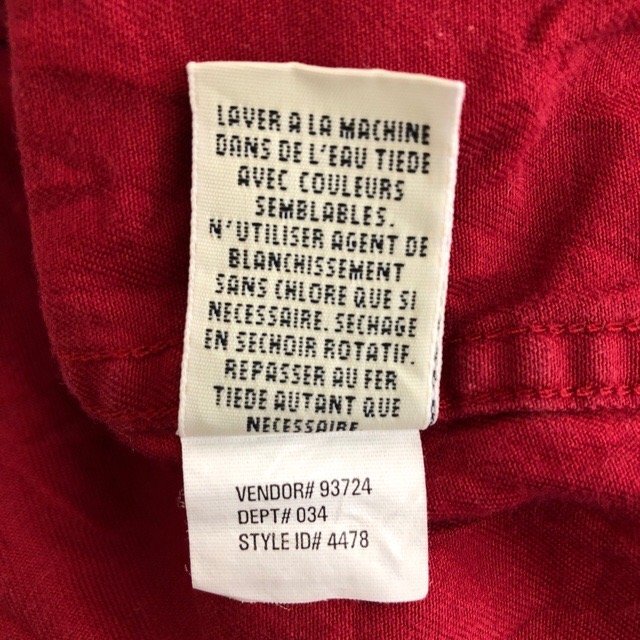 LAVER A LA MACHINE
DANS DE L'EAU TIEDE
AVEC COULEURS
SEMBLABLES.
N'UTILISER AGENT DE
BLANCHISSEMENT
SANS CHLORE QUE SI
NECESSAIRE. SECHAGE
EN SECHOIR ROTATIF.
REPASSER AU FER
TIEDE AUTANT QUE
NECESSAIRE.
VENDOR# 93724
DEPT# 034
STYLE ID# 4478